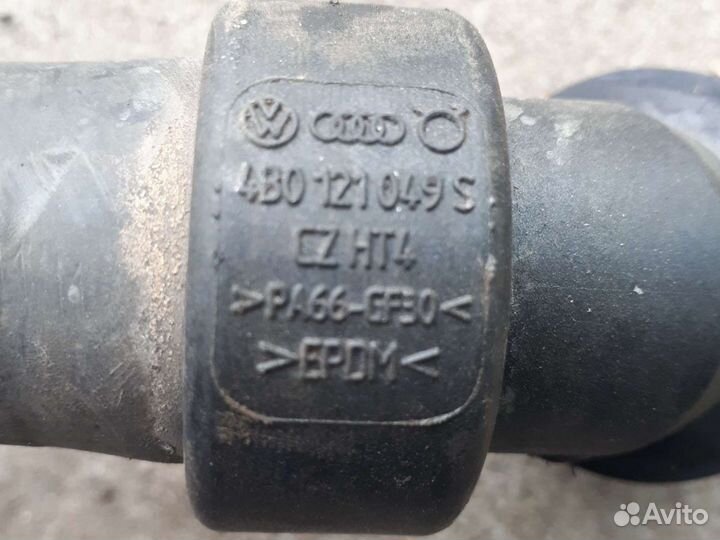 4B0 121 049 S
CZ HT4
>PA66-GF30<
>EPDM<
Avito